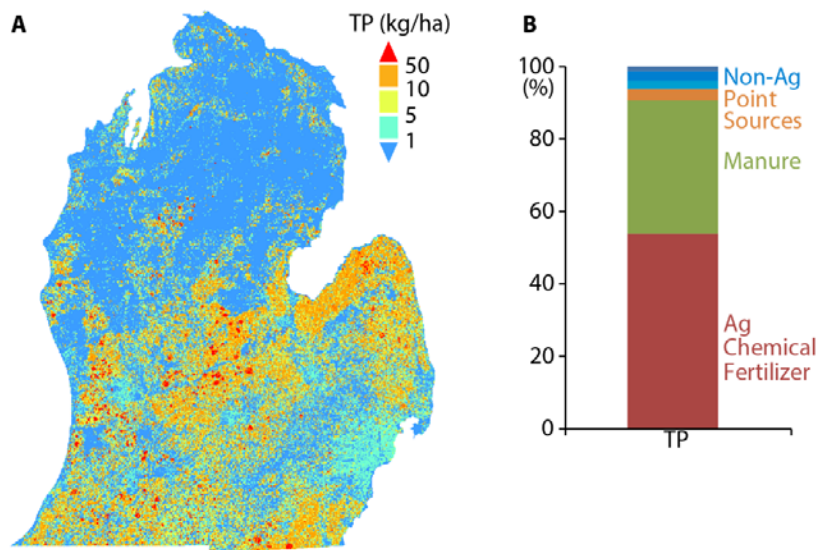 A
TP (kg/ha)
50
10
5
1
B
100
(%)
80
60
40
20
0
Non-Ag
Point
Sources
Manure
Ag
Chemical
Fertilizer
TP